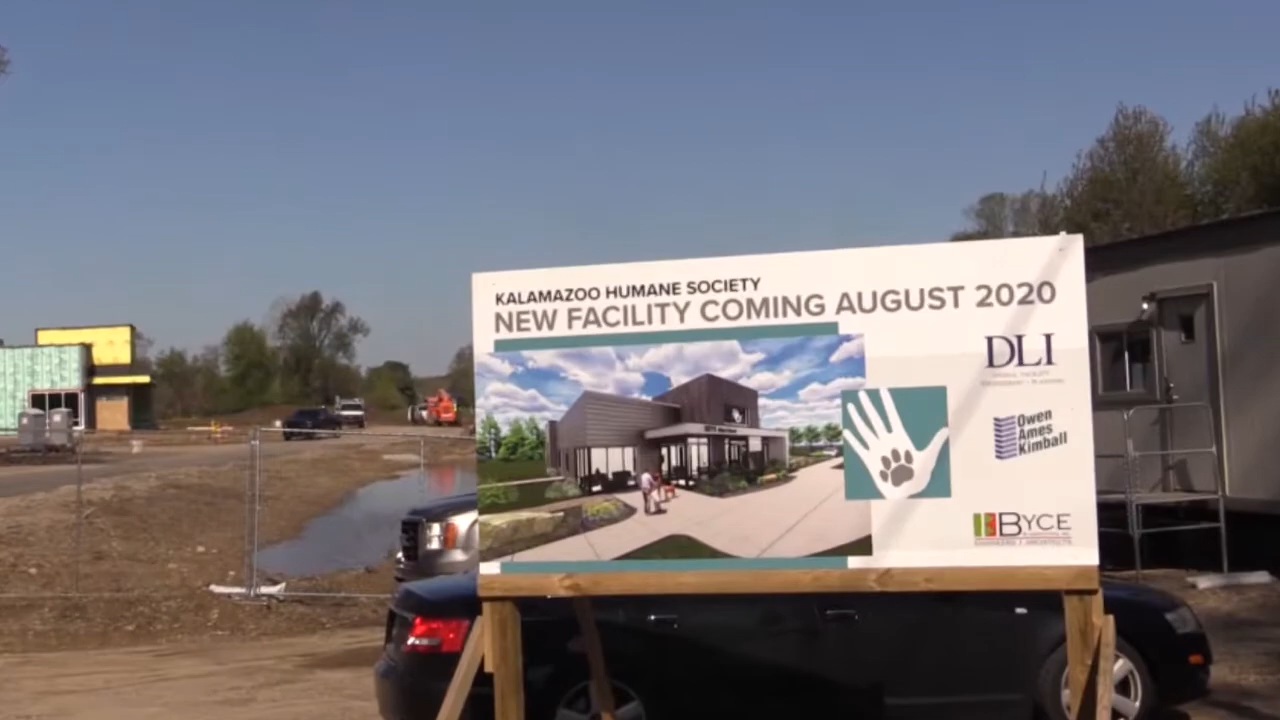 KALAMAZOO HUMANE SOCIETY
NEW FACILITY COMING AUGUST 2020
DLI
Owen
Ames
Kimball
BYCE